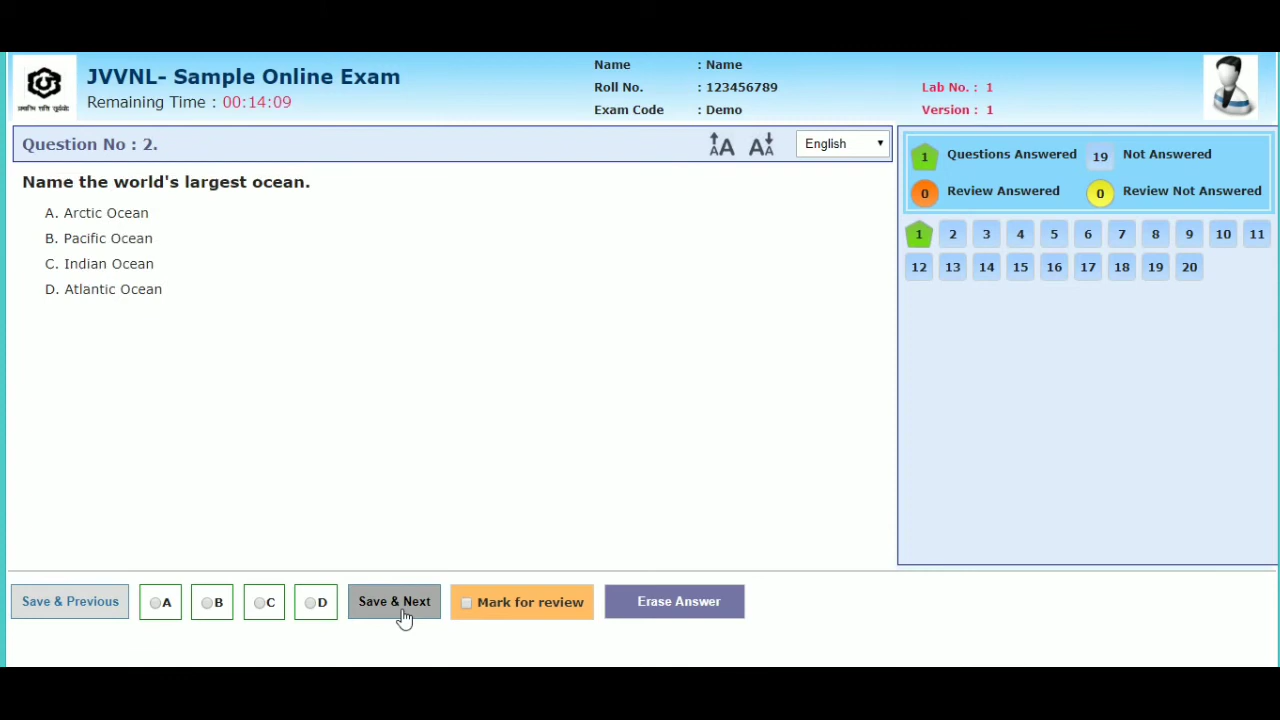 JVVNL- Sample Online Exam
Remaining Time : 00:14:09
Name : Name
Roll No. : 123456789
Exam Code : Demo
Lab No. : 1
Version : 1
Question No : 2.
AA AA English
Name the world's largest ocean.
A. Arctic Ocean
B. Pacific Ocean
C. Indian Ocean
D. Atlantic Ocean
1 Questions Answered 19 Not Answered
0 Review Answered 0 Review Not Answered
1 2 3 4 5 6 7 8 9 10 11
12 13 14 15 16 17 18 19 20
Save & Previous A B C D Save & Next Mark for review Erase Answer